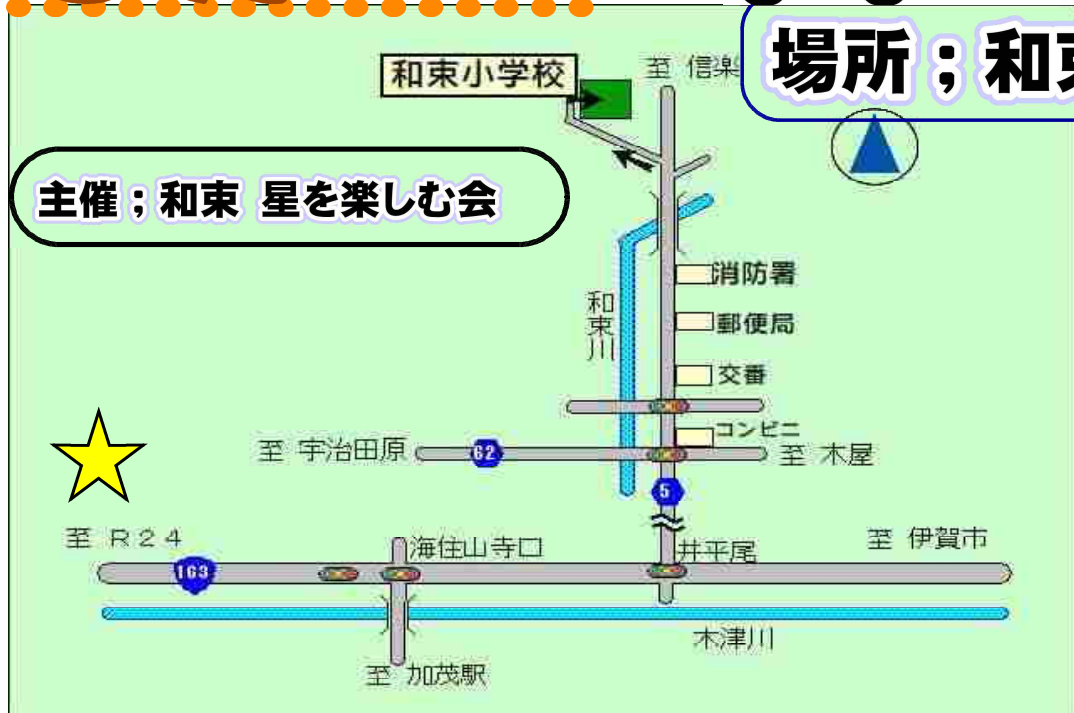 場所；和束
和束小学校
至 信楽
主催；和束 星を楽しむ会
消防署
和束川
郵便局
交番
コンビニ
至 宇治田原
62
至 木屋
5
至 R24
海住山寺口
井平尾
至 伊賀市
163
木津川
至 加茂駅